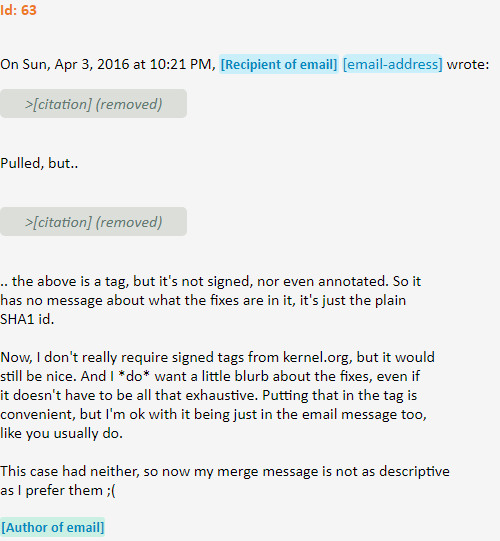 Id: 63
On Sun, Apr 3, 2016 at 10:21 PM, [Recipient of email] [email-address] wrote:
>[citation] (removed)
Pulled, but..
>[citation] (removed)
.. the above is a tag, but it's not signed, nor even annotated. So it
has no message about what the fixes are in it, it's just the plain
SHA1 id.
Now, I don't really require signed tags from kernel.org, but it would
still be nice. And I *do* want a little blurb about the fixes, even if
it doesn't have to be all that exhaustive. Putting that in the tag is
convenient, but I'm ok with it being just in the email message too,
like you usually do.
This case had neither, so now my merge message is not as descriptive
as I prefer them ;(
[Author of email]